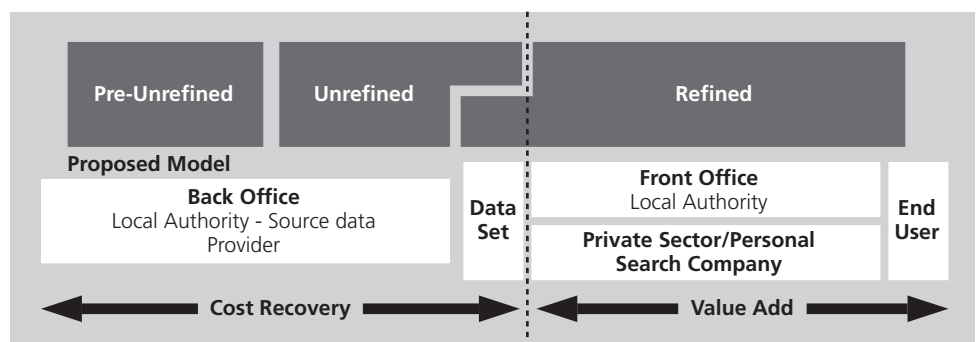 Pre-Unrefined
Unrefined
Refined
Proposed Model
Back Office
Local Authority - Source data
Provider
Data
Set
Front Office
Local Authority
Private Sector/Personal
Search Company
End
User
Cost Recovery
Value Add